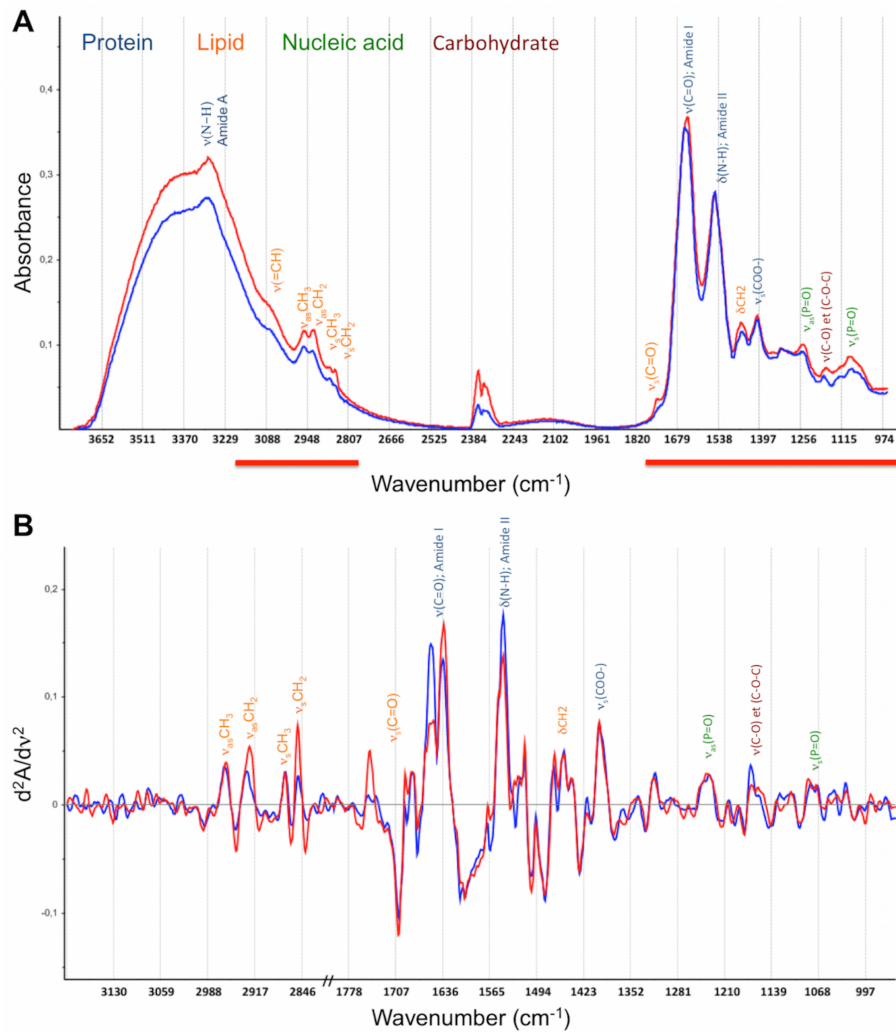 A
Protein Lipid Nucleic acid Carbohydrate
0,4
0,3
0,2
0,1
Absorbance
ν(N–H)
Amide A
ν(=CH)
νasCH3
νasCH2
νsCH3
νsCH2
νs(C=O)
ν(C=O); Amide I
δ(N-H); Amide II
δCH2
νs(COO-)
νas(P=O)
ν(C-O) et (C-O-C)
νs(P=O)
3652 3511 3370 3229 3088 2948 2807 2666 2525 2384 2243 2102 1961 1820 1679 1538 1397 1256 1115 974
Wavenumber (cm-1)
B
0,2
0,1
0
-0,1
d2A/dν2
νasCH3
νasCH2
νsCH3
νsCH2
νs(C=O)
ν(C=O); Amide I
δ(N-H); Amide II
δCH2
νs(COO-)
νas(P=O)
ν(C-O) et (C-O-C)
νs(P=O)
3130 3059 2988 2917 2846 // 1778 1707 1636 1565 1494 1423 1352 1281 1210 1139 1068 997
Wavenumber (cm-1)